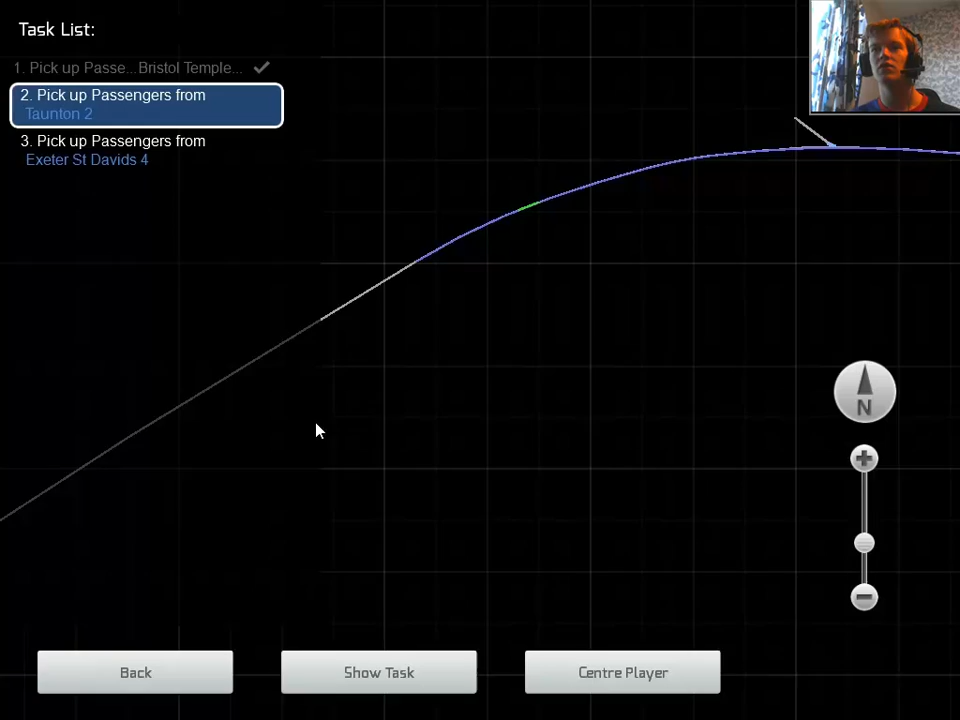 Task List:
1. Pick up Passe...Bristol Temple...
2. Pick up Passengers from
Taunton 2
3. Pick up Passengers from
Exeter St Davids 4
N
Back
Show Task
Centre Player